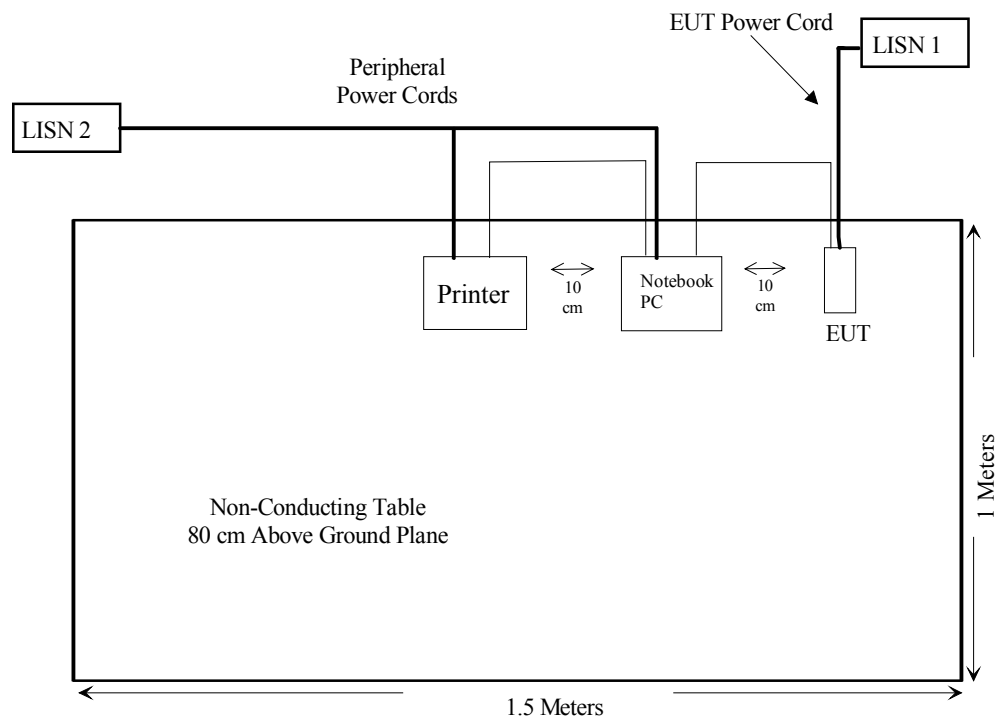 EUT Power Cord
LISN 1
Peripheral
Power Cords
LISN 2
Printer
10
cm
Notebook
PC
10
cm
EUT
Non-Conducting Table
80 cm Above Ground Plane
1 Meters
1.5 Meters